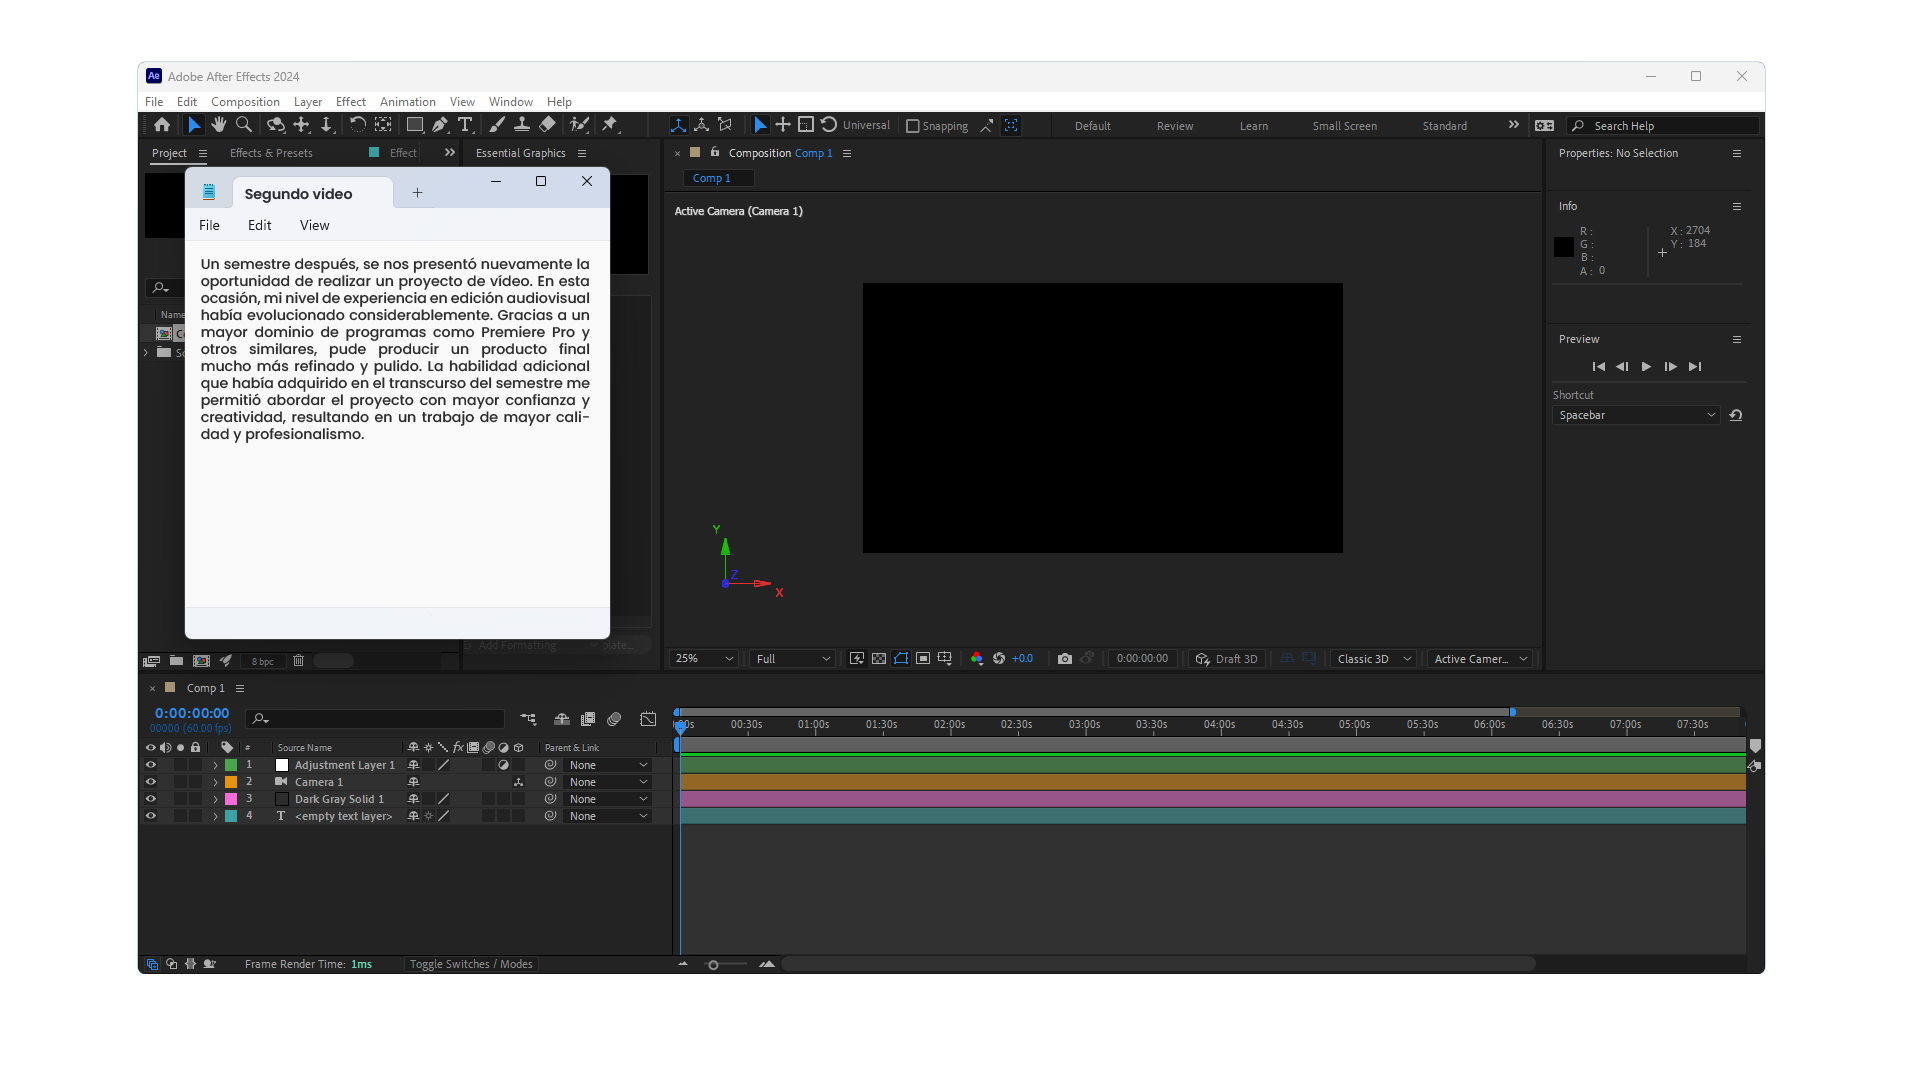 Adobe After Effects 2024
File Edit Composition Layer Effect Animation View Window Help
Universal Snapping Default Review Learn Small Screen Standard Search Help
Project Effects & Presets Effect Essential Graphics
Composition Comp 1
Comp 1
Active Camera (Camera 1)
Properties: No Selection
Info
R :
G :
B :
A : 0
X : 2704
Y : 184
Preview
Shortcut
Spacebar
Segundo video
File Edit View
Un semestre después, se nos presentó nuevamente la
oportunidad de realizar un proyecto de vídeo. En esta
ocasión, mi nivel de experiencia en edición audiovisual
había evolucionado considerablemente. Gracias a un
mayor dominio de programas como Premiere Pro y
otros similares, pude producir un producto final
mucho más refinado y pulido. La habilidad adicional
que había adquirido en el transcurso del semestre me
permitió abordar el proyecto con mayor confianza y
creatividad, resultando en un trabajo de mayor cali-
dad y profesionalismo.
Name
Add Formatting
8 bpc
Y
Z
X
25% Full +0.0 0:00:00:00 Draft 3D Classic 3D Active Camer...
Comp 1
0:00:00:00
00000 (60.00 fps)
00:30s 01:00s 01:30s 02:00s 02:30s 03:00s 03:30s 04:00s 04:30s 05:00s 05:30s 06:00s 06:30s 07:00s 07:30s
# Source Name fx Parent & Link
1 Adjustment Layer 1 None
2 Camera 1 None
3 Dark Gray Solid 1 None
4 T <empty text layer> None
Frame Render Time: 1ms Toggle Switches / Modes